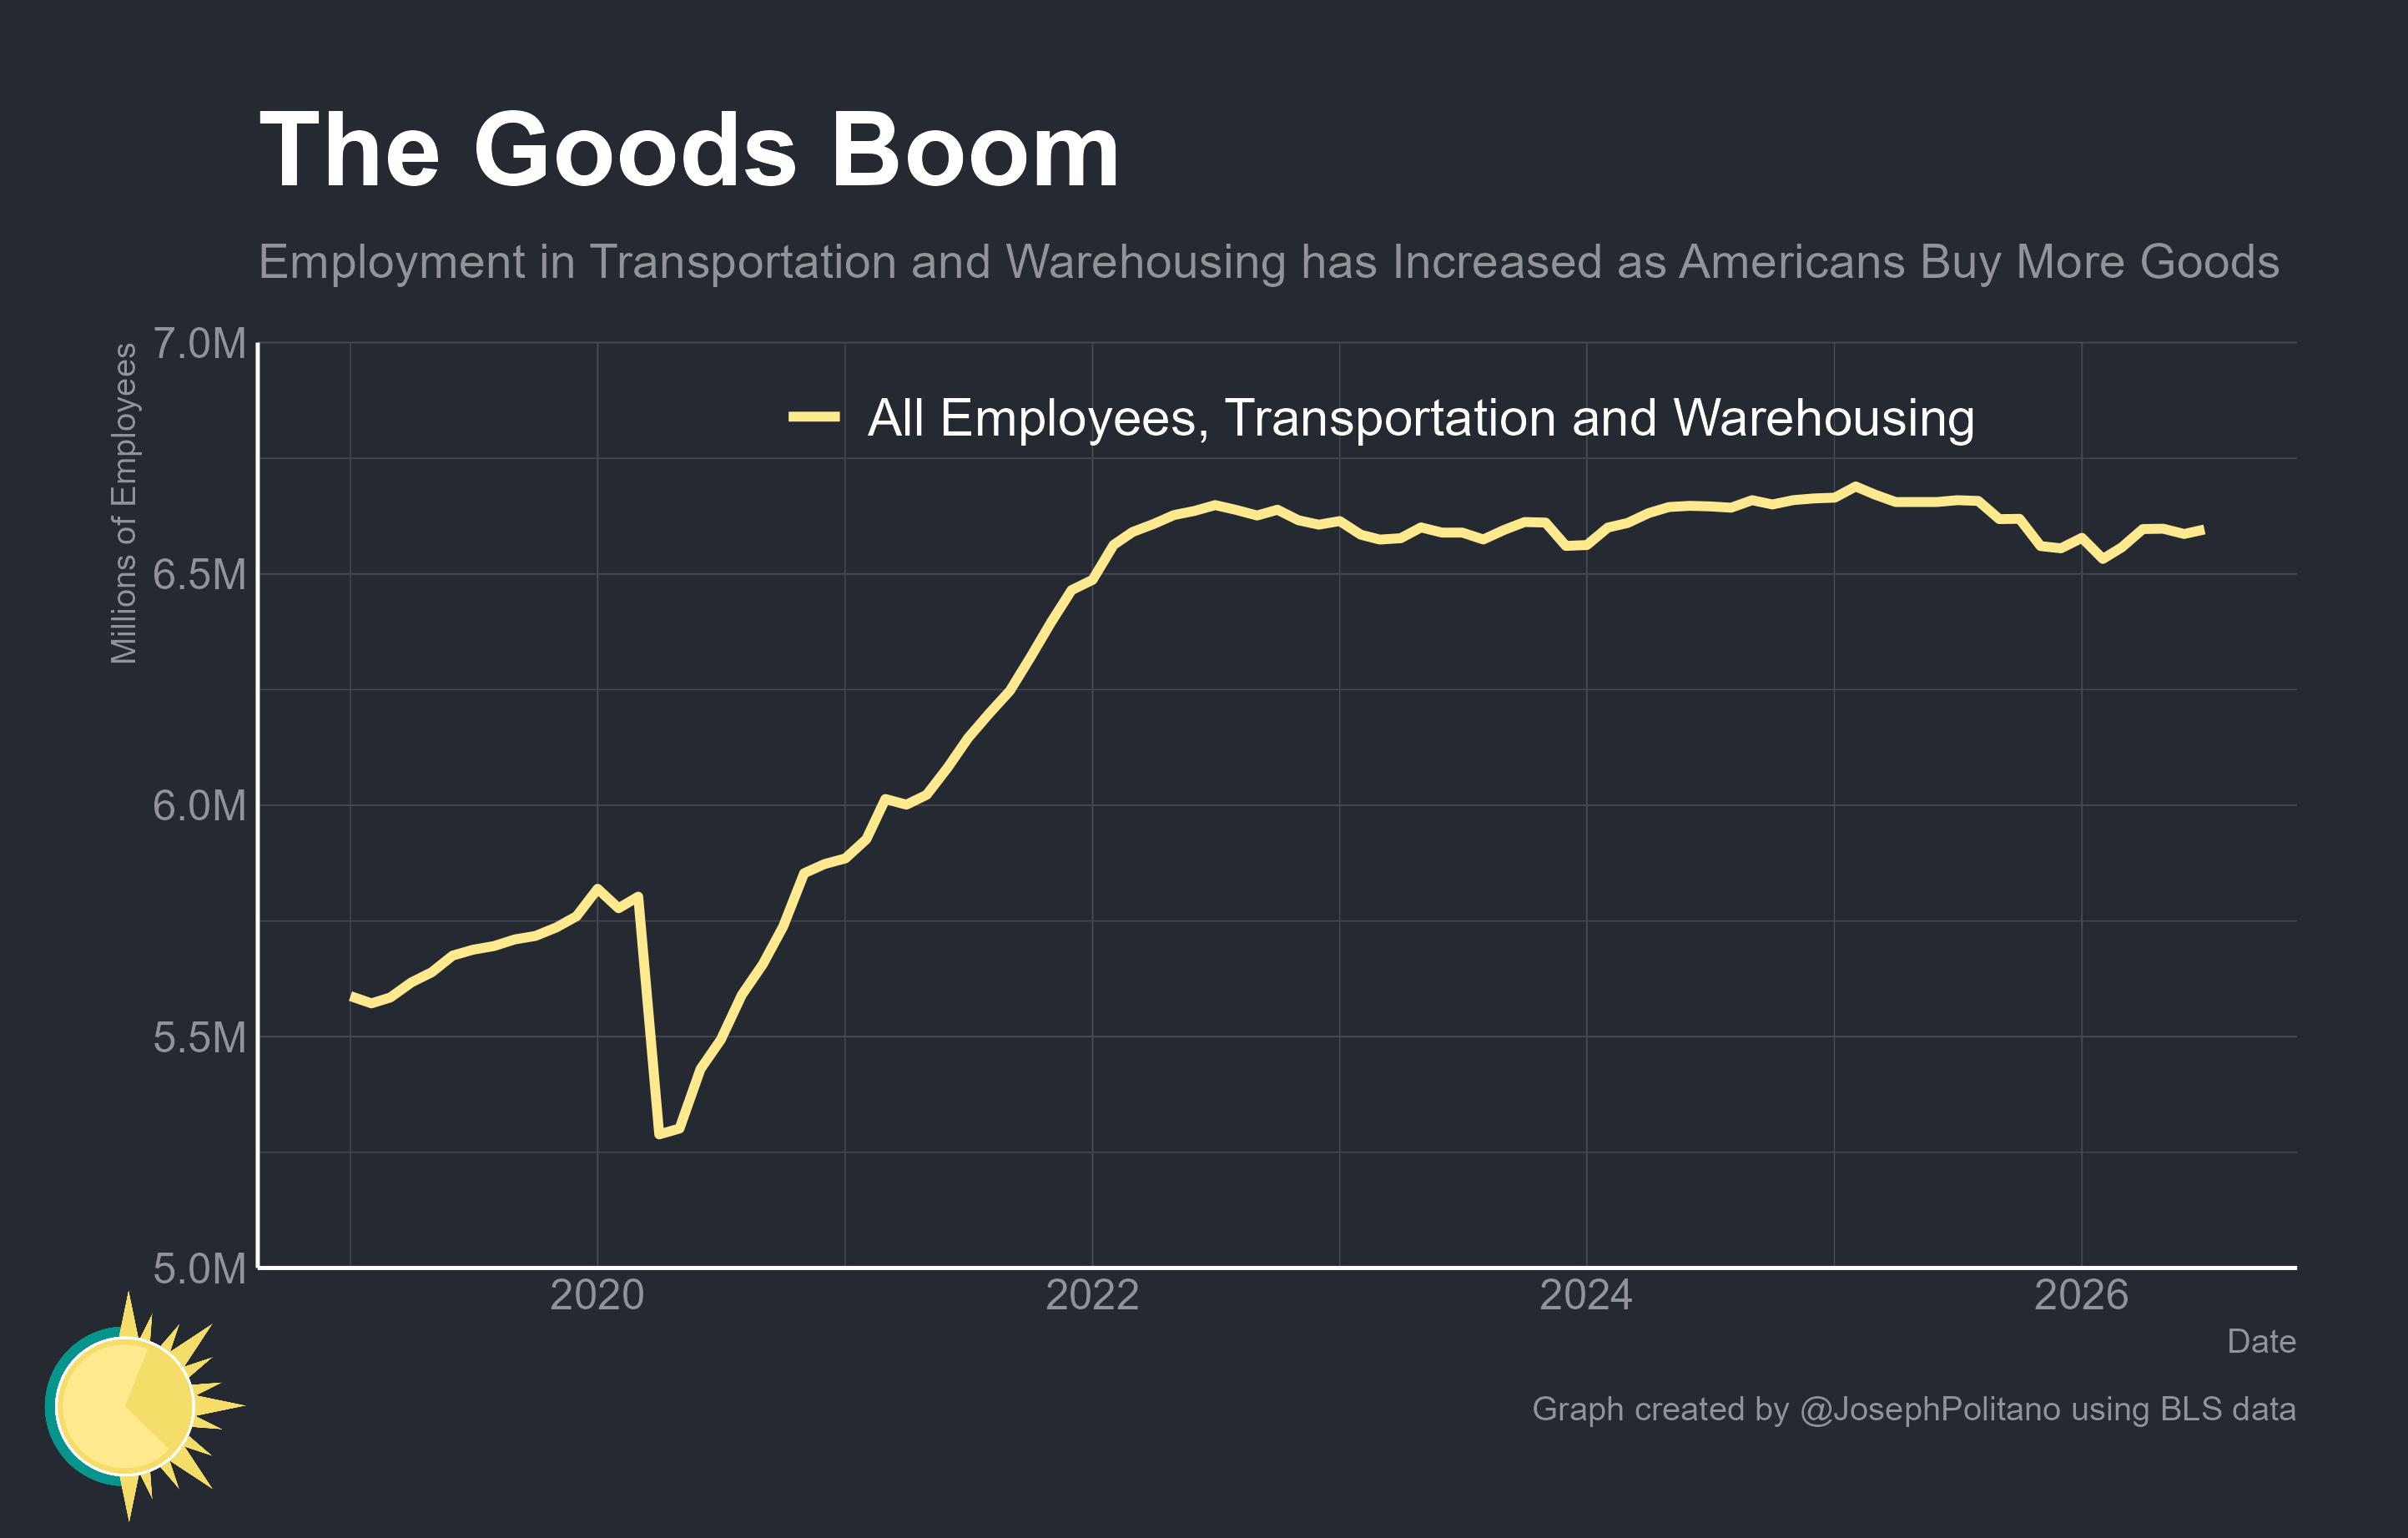 The Goods Boom
Employment in Transportation and Warehousing has Increased as Americans Buy More Goods
Millions of Employees
7.0M
6.5M
6.0M
5.5M
5.0M
All Employees, Transportation and Warehousing
2020
2022
2024
2026
Date
Graph created by @JosephPolitano using BLS data